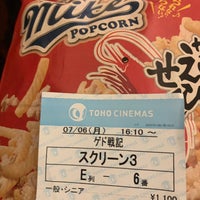 Mike
POPCORN
TOHO CINEMAS
07/06(月) 16:10～
ゲド戦記
スクリーン3
E列－ 6番
一般・シニア
¥1,100